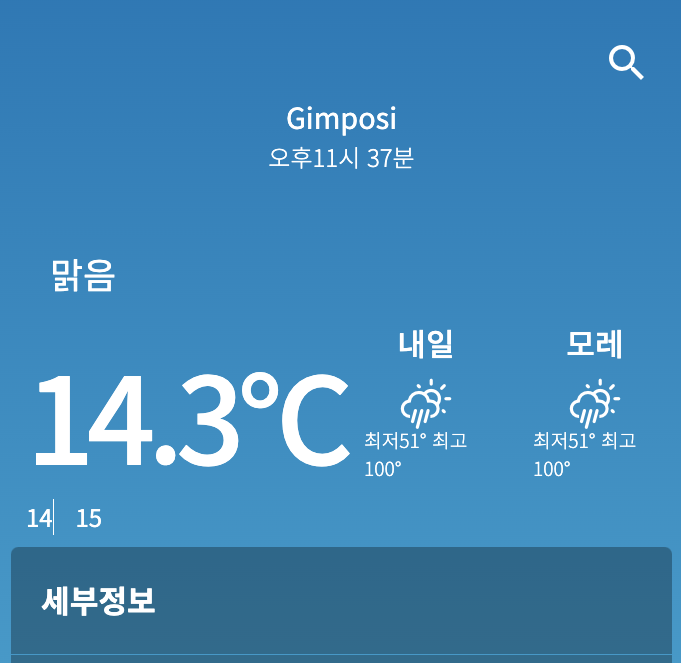 Gimposi
오후11시 37분
맑음
내일
모레
14.3°C
최저51° 최고
100°
최저51° 최고
100°
14 15
세부정보